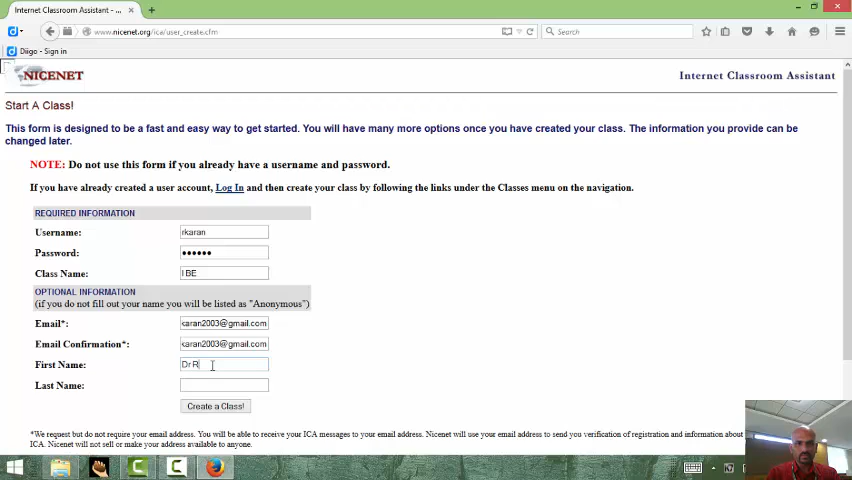 Internet Classroom Assistant - ...
www.nicenet.org/ica/user_create.cfm
Search
Diigo - Sign in
NICENET
Internet Classroom Assistant
Start A Class!
This form is designed to be a fast and easy way to get started. You will have many more options once you have created your class. The information you provide can be
changed later.
NOTE: Do not use this form if you already have a username and password.
If you have already created a user account, Log In and then create your class by following the links under the Classes menu on the navigation.
REQUIRED INFORMATION
Username: rkaran
Password: ••••••
Class Name: I BE
OPTIONAL INFORMATION
(if you do not fill out your name you will be listed as "Anonymous")
Email*: karan2003@gmail.com
Email Confirmation*: karan2003@gmail.com
First Name: Dr R
Last Name:
Create a Class!
*We request but do not require your email address. You will be able to receive your ICA messages to your email address. Nicenet will use your email address to send you verification of registration and information about
ICA. Nicenet will not sell or make your address available to anyone.